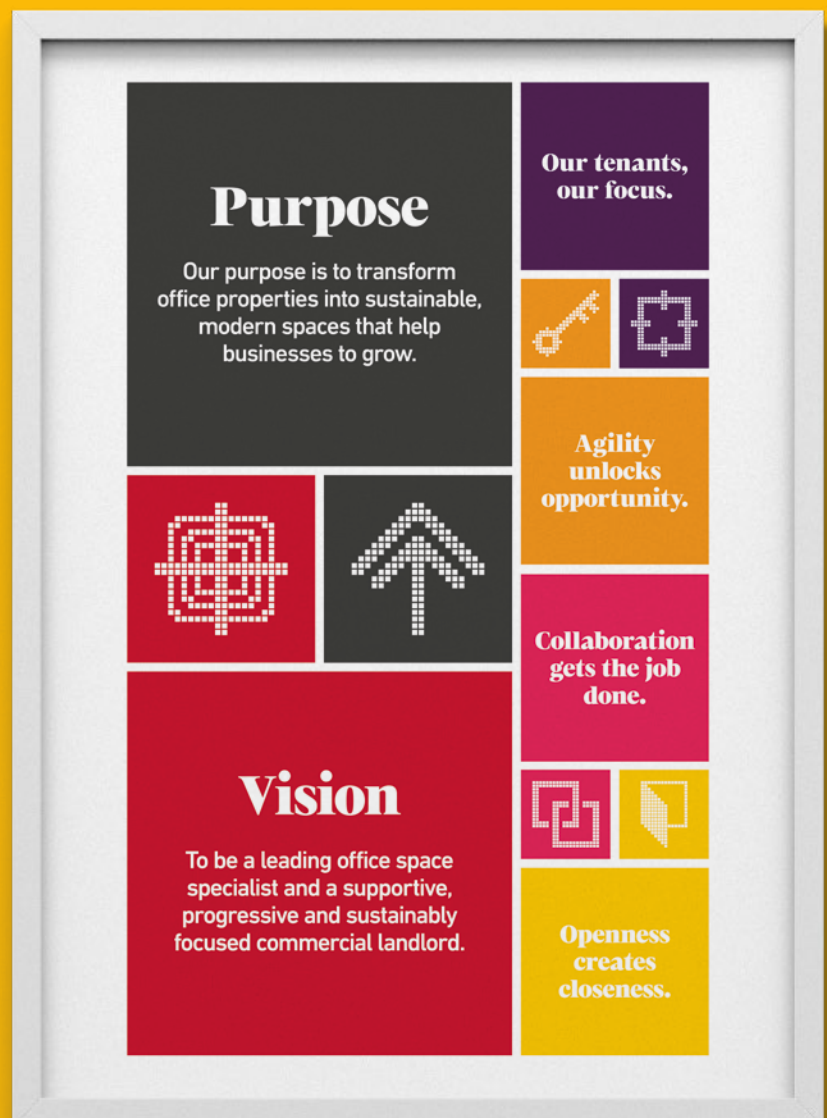 Purpose
Our purpose is to transform
office properties into sustainable,
modern spaces that help
businesses to grow.
Vision
To be a leading office space
specialist and a supportive,
progressive and sustainably
focused commercial landlord.
Our tenants,
our focus.
Agility
unlocks
opportunity.
Collaboration
gets the job
done.
Openness
creates
closeness.